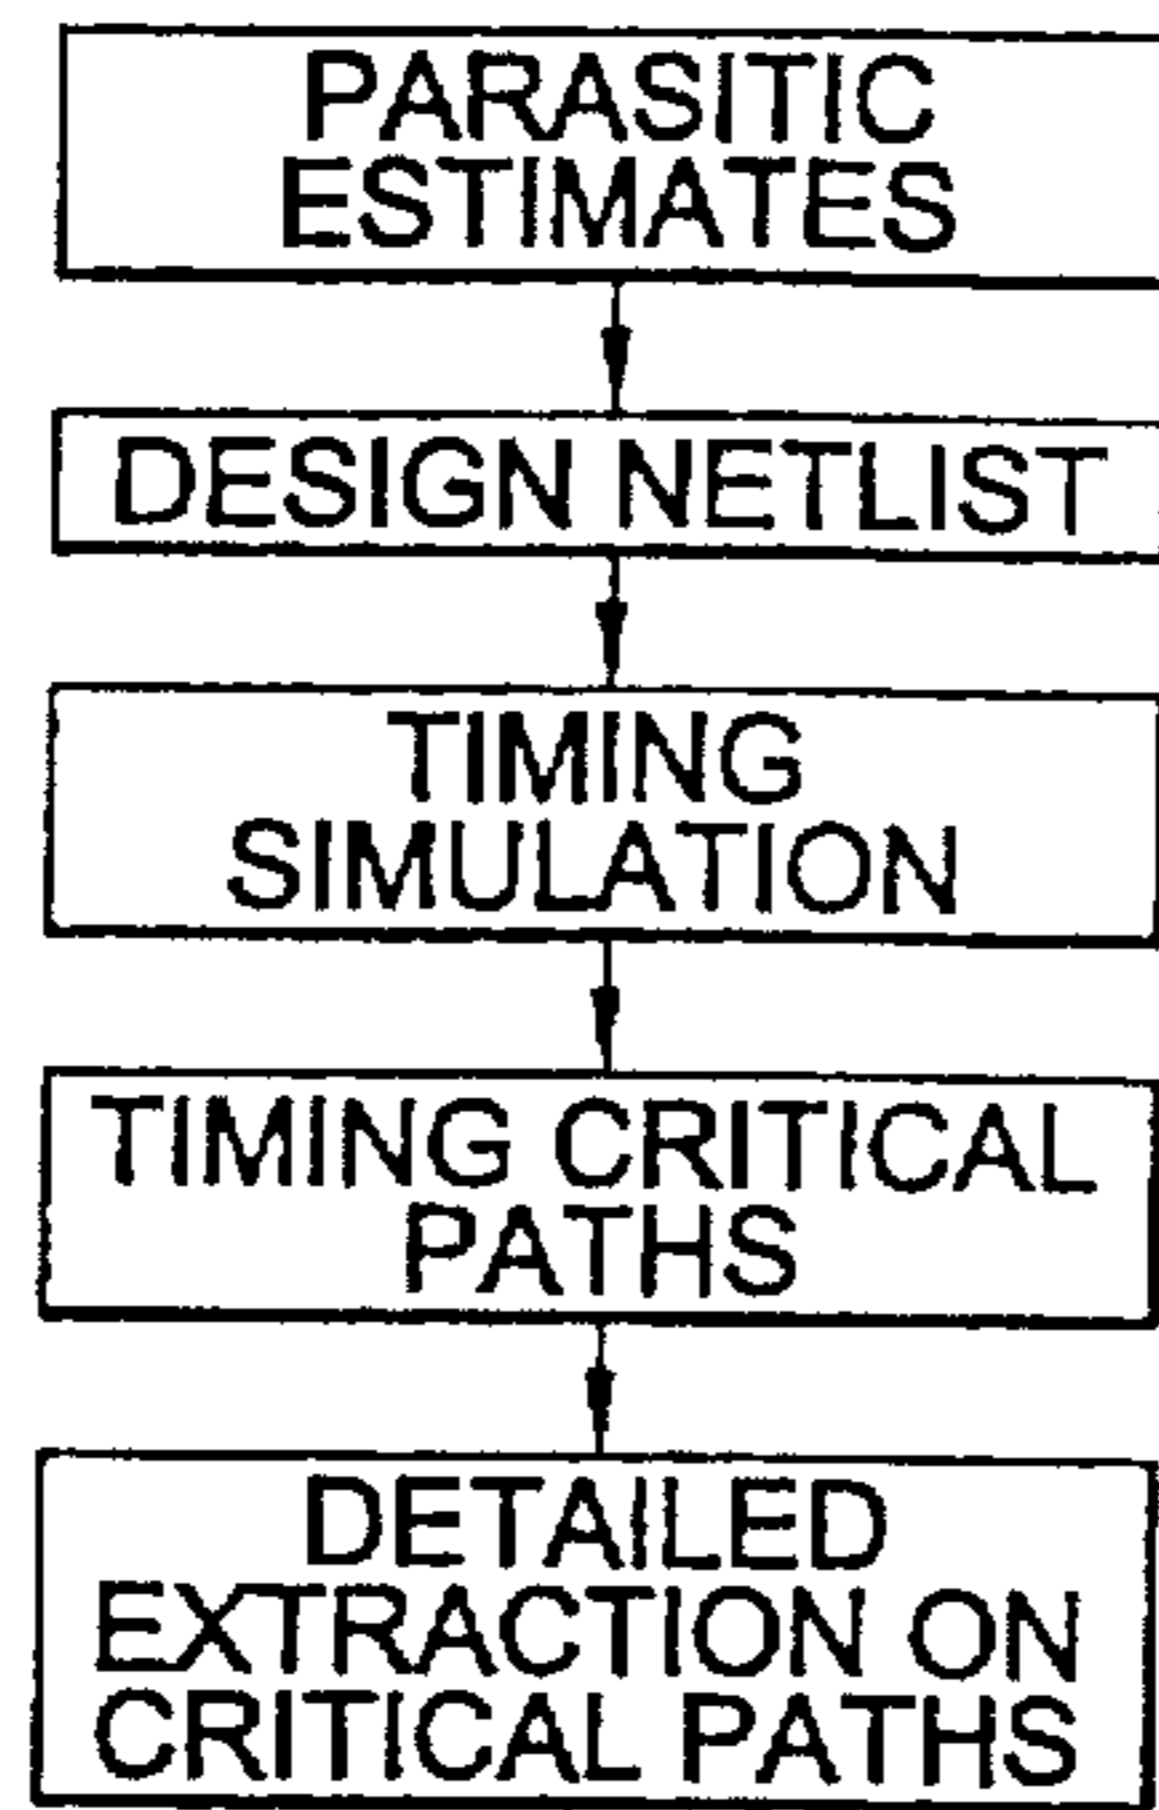 PARASITIC
ESTIMATES
DESIGN NETLIST
TIMING
SIMULATION
TIMING CRITICAL
PATHS
DETAILED
EXTRACTION ON
CRITICAL PATHS